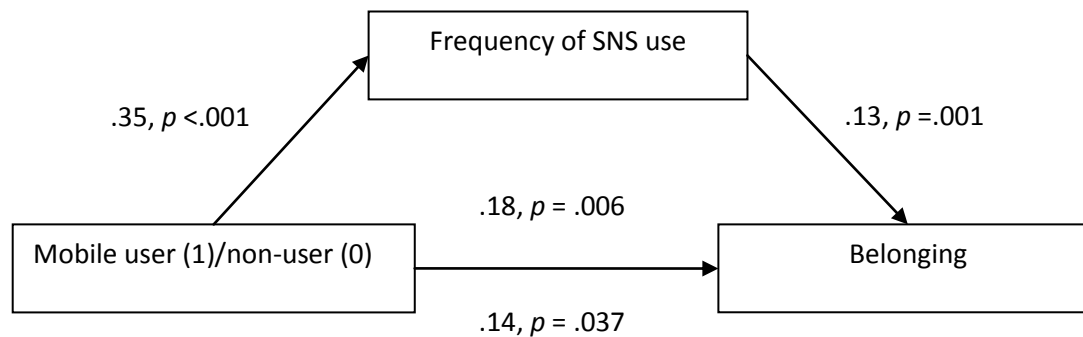 Frequency of SNS use
.35, p <.001
.13, p =.001
.18, p = .006
Mobile user (1)/non-user (0)
Belonging
.14, p = .037